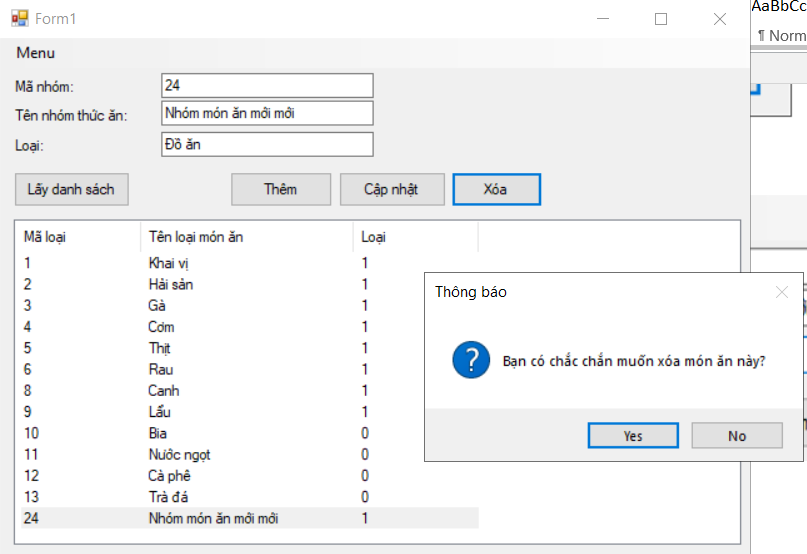 Form1
AaBbCc
¶ Norm
Menu
Mã nhóm: 24
Tên nhóm thức ăn: Nhóm món ăn mới mới
Loại: Đồ ăn
Lấy danh sách Thêm Cập nhật Xóa
Mã loại Tên loại món ăn Loại
1 Khai vị 1
2 Hải sản 1
3 Gà 1
4 Cơm 1
5 Thịt 1
6 Rau 1
8 Canh 1
9 Lẩu 1
10 Bia 0
11 Nước ngọt 0
12 Cà phê 0
13 Trà đá 0
24 Nhóm món ăn mới mới 1
Thông báo
Bạn có chắc chắn muốn xóa món ăn này?
Yes No